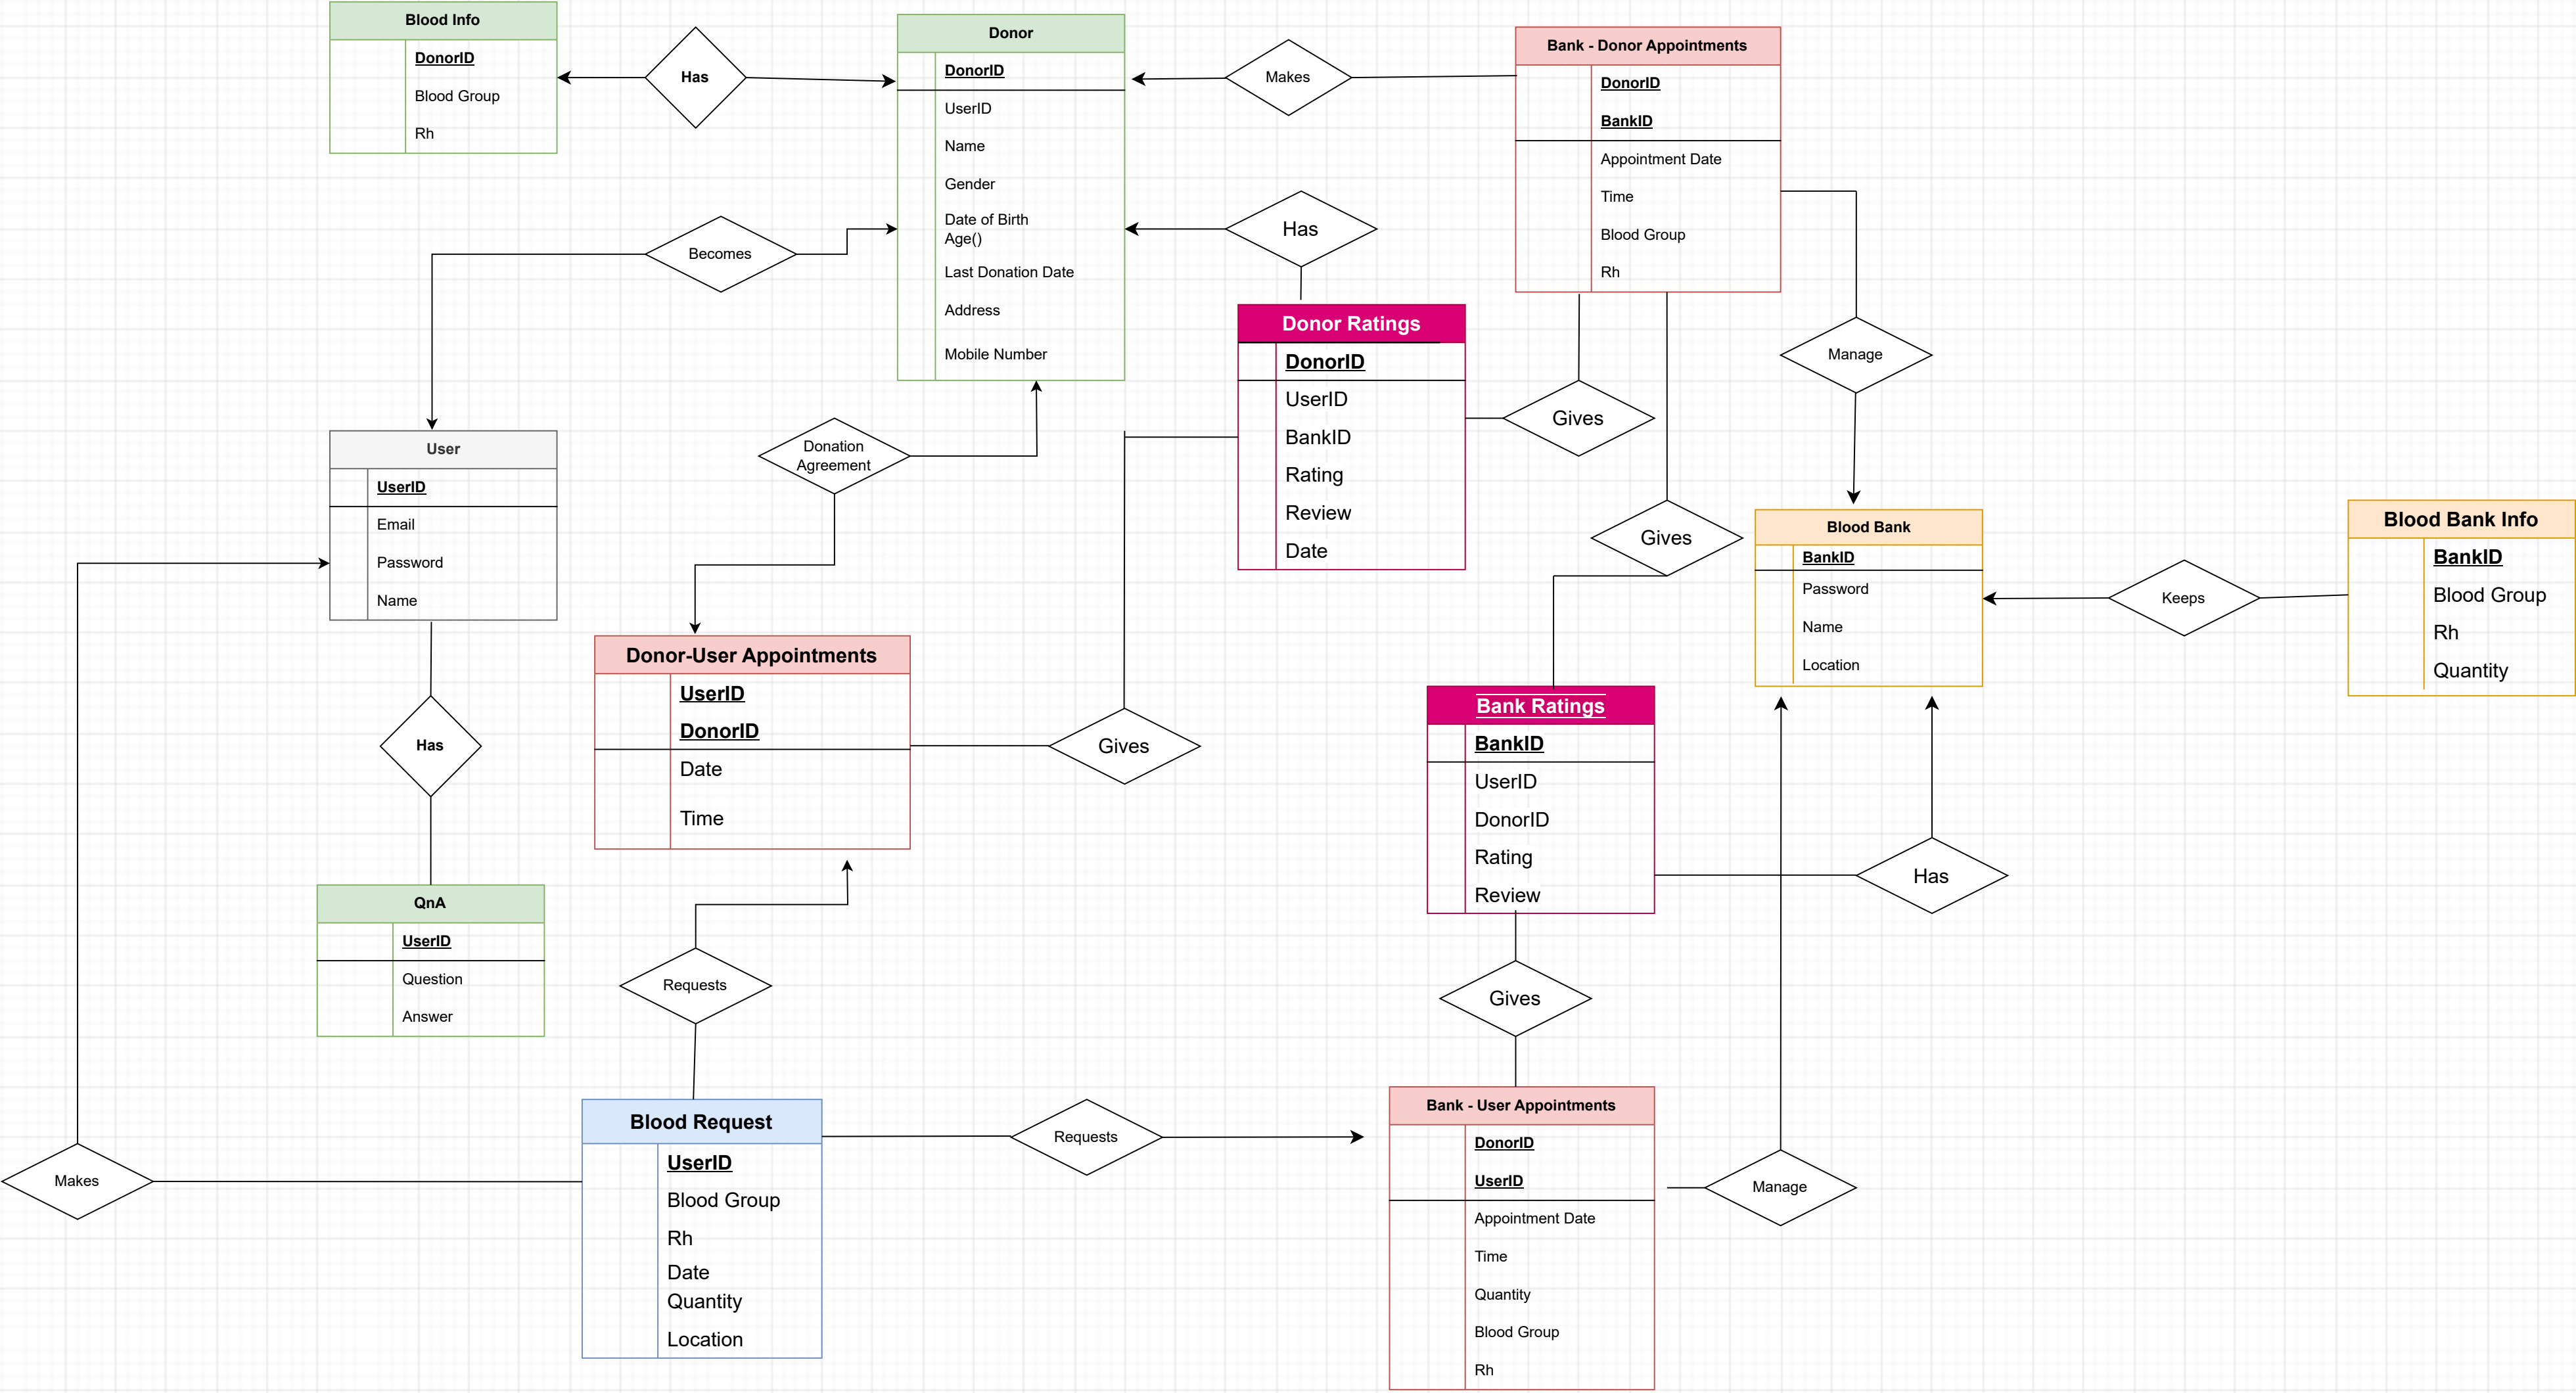 Blood Info
DonorID
Blood Group
Rh
Has
Donor
DonorID
UserID
Name
Gender
Date of Birth
Age()
Last Donation Date
Address
Mobile Number
Makes
Bank - Donor Appointments
DonorID
BankID
Appointment Date
Time
Blood Group
Rh
Becomes
Has
Donor Ratings
DonorID
UserID
BankID
Rating
Review
Date
Gives
Manage
User
UserID
Email
Password
Name
Donation
Agreement
Gives
Blood Bank
BankID
Password
Name
Location
Keeps
Blood Bank Info
BankID
Blood Group
Rh
Quantity
Donor-User Appointments
UserID
DonorID
Date
Time
Gives
Has
Bank Ratings
BankID
UserID
DonorID
Rating
Review
Has
QnA
UserID
Question
Answer
Requests
Gives
Makes
Blood Request
UserID
Blood Group
Rh
Date
Quantity
Location
Requests
Bank - User Appointments
DonorID
UserID
Appointment Date
Time
Quantity
Blood Group
Rh
Manage